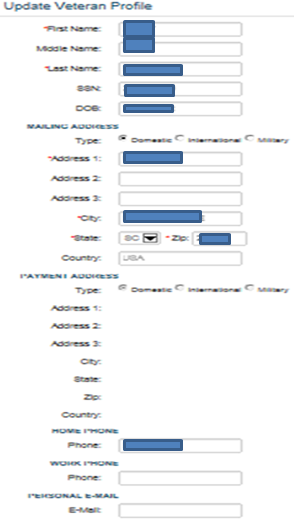 Update Veteran Profile
*First Name:
Middle Name:
*Last Name:
SSN:
DOB:
MAILING ADDRESS
Type: Domestic International Military
*Address 1:
Address 2:
Address 3:
*City:
*State: SC *Zip:
Country: USA
PAYMENT ADDRESS
Type: Domestic International Military
Address 1:
Address 2:
Address 3:
City:
State:
Zip:
Country:
HOME PHONE
Phone:
WORK PHONE
Phone:
PERSONAL E-MAIL
E-Mail: